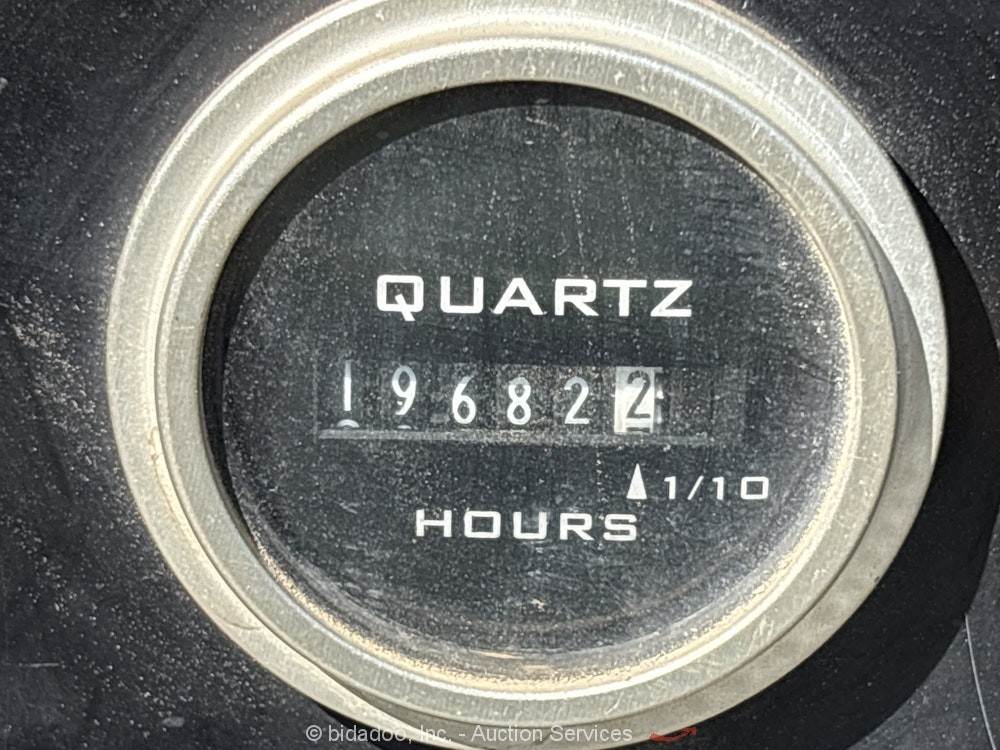 QUARTZ
196822
1/10
HOURS
© bidadoo, Inc. - Auction Services